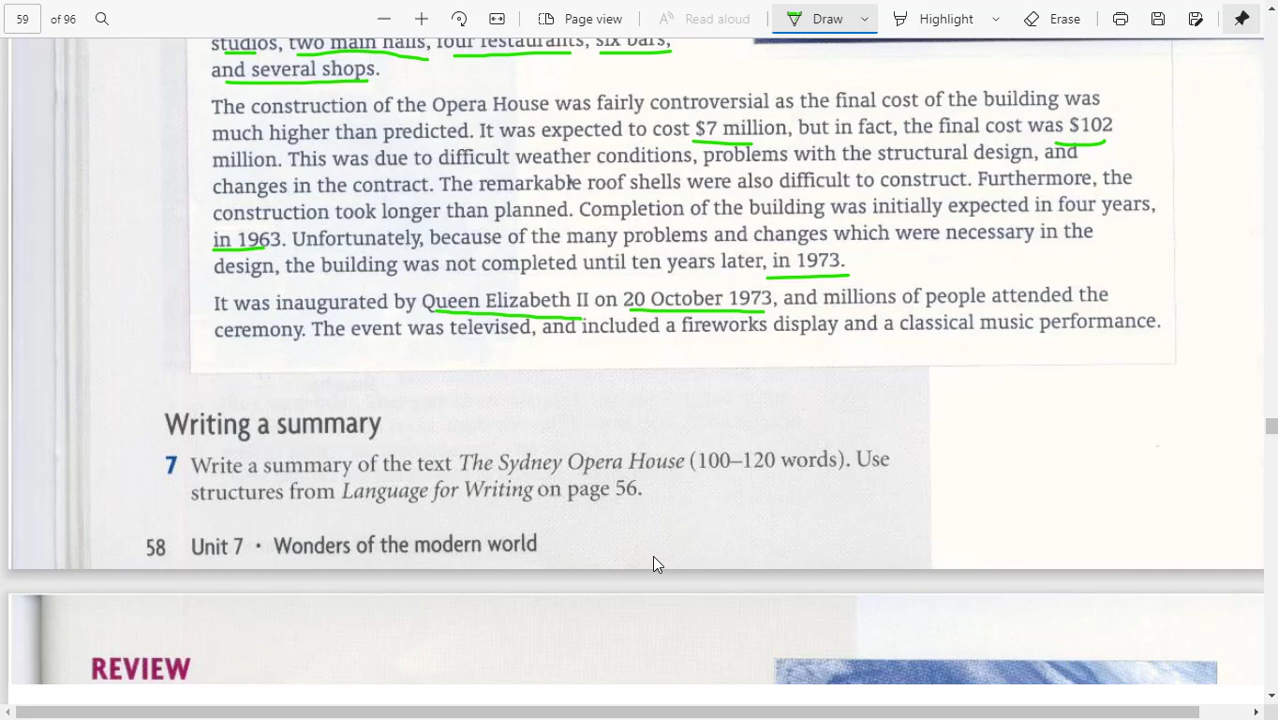 59 of 96 Page view Read aloud Draw Highlight Erase
studios, two main halls, four restaurants, six bars,
and several shops.
The construction of the Opera House was fairly controversial as the final cost of the building was
much higher than predicted. It was expected to cost $7 million, but in fact, the final cost was $102
million. This was due to difficult weather conditions, problems with the structural design, and
changes in the contract. The remarkable roof shells were also difficult to construct. Furthermore, the
construction took longer than planned. Completion of the building was initially expected in four years,
in 1963. Unfortunately, because of the many problems and changes which were necessary in the
design, the building was not completed until ten years later, in 1973.
It was inaugurated by Queen Elizabeth II on 20 October 1973, and millions of people attended the
ceremony. The event was televised, and included a fireworks display and a classical music performance.
Writing a summary
7 Write a summary of the text The Sydney Opera House (100–120 words). Use
structures from Language for Writing on page 56.
58 Unit 7 • Wonders of the modern world
REVIEW